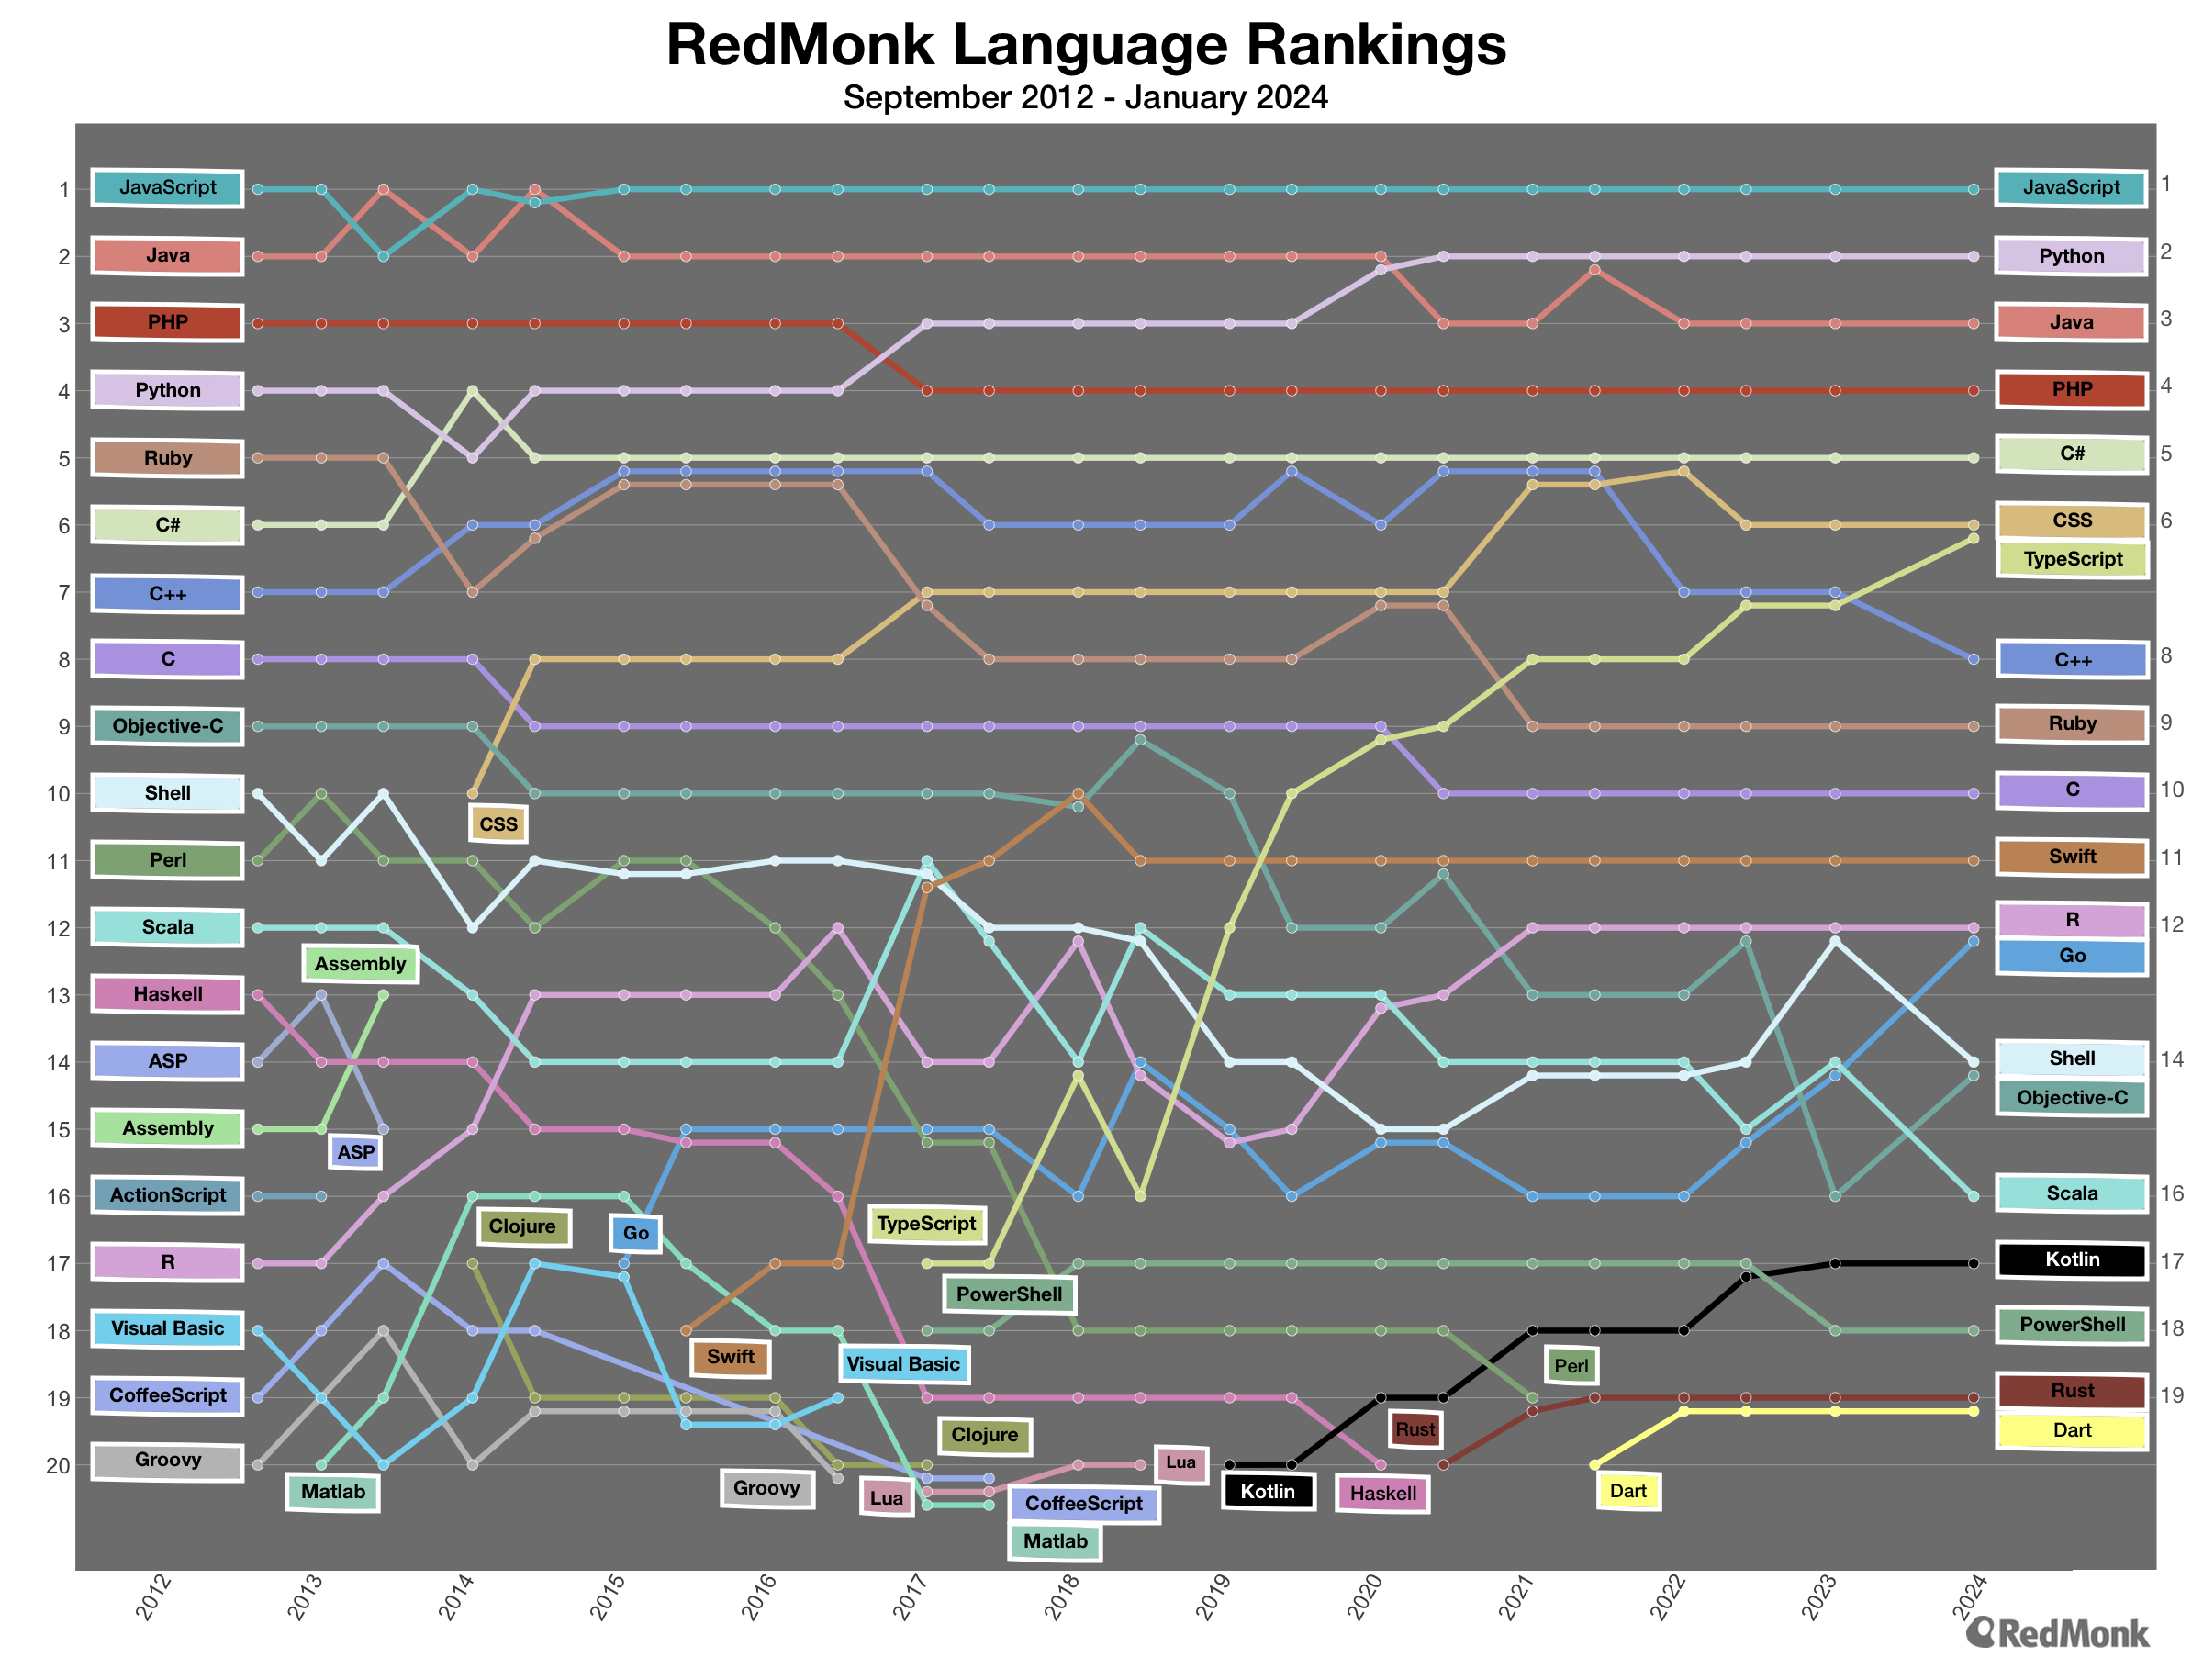 RedMonk Language Rankings
September 2012 - January 2024
1 JavaScript JavaScript 1
2 Java Python 2
3 PHP Java 3
4 Python PHP 4
5 Ruby C# 5
6 C# CSS 6
TypeScript
7 C++
8 C C++ 8
9 Objective-C Ruby 9
10 Shell C 10
CSS
11 Perl Swift 11
12 Scala R 12
Assembly Go
13 Haskell
14 ASP Shell 14
Objective-C
15 Assembly
ASP
16 ActionScript Scala 16
Clojure Go TypeScript
17 R Kotlin 17
PowerShell
18 Visual Basic PowerShell 18
Swift Visual Basic Perl
19 CoffeeScript Rust 19
Clojure Rust Dart
20 Groovy Lua
Matlab Groovy Lua CoffeeScript Kotlin Haskell Dart
Matlab
2012 2013 2014 2015 2016 2017 2018 2019 2020 2021 2022 2023 2024
RedMonk